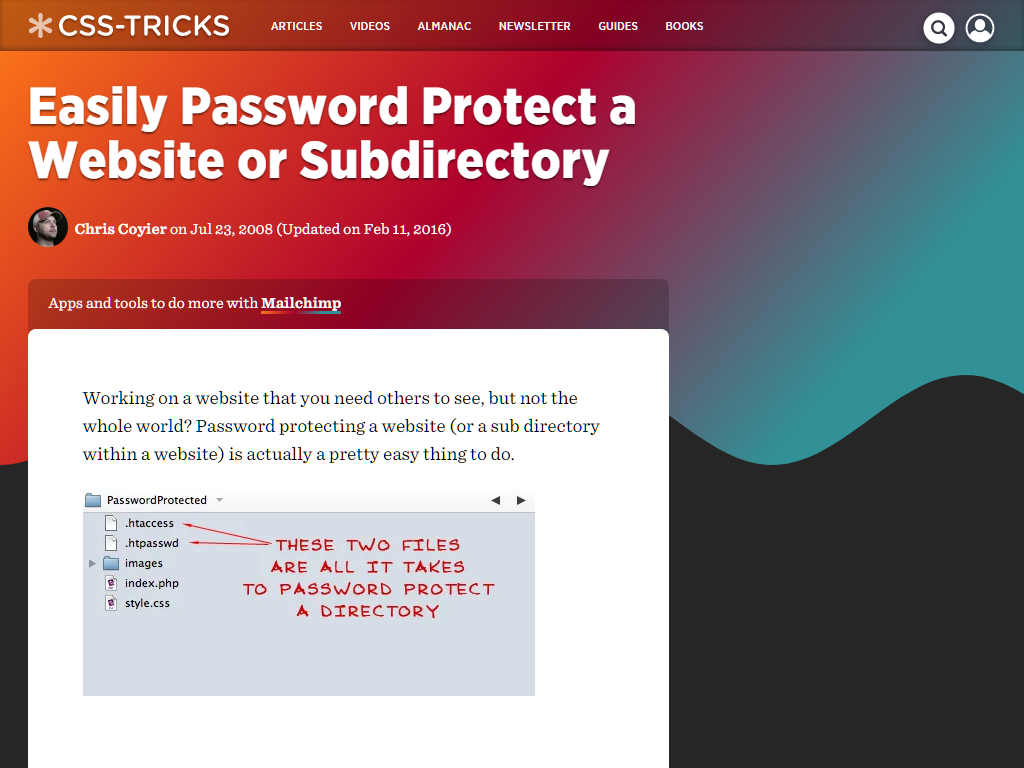 CSS-TRICKS
ARTICLES VIDEOS ALMANAC NEWSLETTER GUIDES BOOKS
Easily Password Protect a
Website or Subdirectory
Chris Coyier on Jul 23, 2008 (Updated on Feb 11, 2016)
Apps and tools to do more with Mailchimp
Working on a website that you need others to see, but not the
whole world? Password protecting a website (or a sub directory
within a website) is actually a pretty easy thing to do.
PasswordProtected
.htaccess
.htpasswd
images
index.php
style.css
THESE TWO FILES
ARE ALL IT TAKES
TO PASSWORD PROTECT
A DIRECTORY